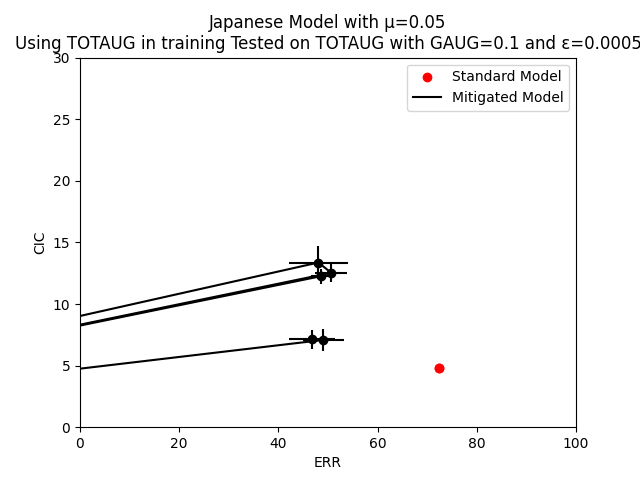 Japanese Model with μ=0.05
Using TOTAUG in training Tested on TOTAUG with GAUG=0.1 and ε=0.0005
Standard Model
Mitigated Model
30
25
20
15
10
5
0
CIC
0 20 40 60 80 100
ERR